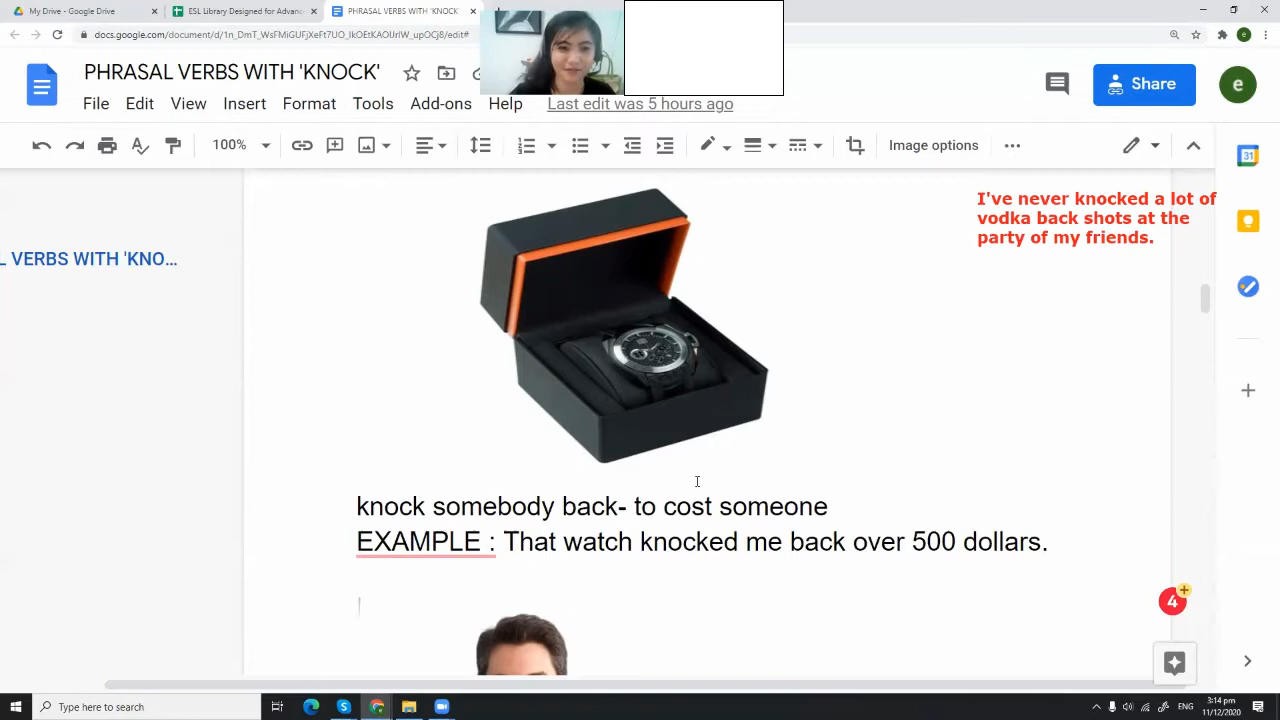 My Drive - Google Drive
ESL Library Designed for Advan
PHRASAL VERBS WITH 'KNOCK'
docs.google.com/document/d/1n_DmT_WsFMiGUFjXeFt7UO_IkOEtKAOUrlW_upOGJ8/edit#
PHRASAL VERBS WITH 'KNOCK'
Share
e
File Edit View Insert Format Tools Add-ons Help Last edit was 5 hours ago
100%
Image options
31
I've never knocked a lot of
vodka back shots at the
party of my friends.
L VERBS WITH 'KNO...
knock somebody back- to cost someone
EXAMPLE : That watch knocked me back over 500 dollars.
4
Type here to search
ENG
3:14 pm
11/12/2020